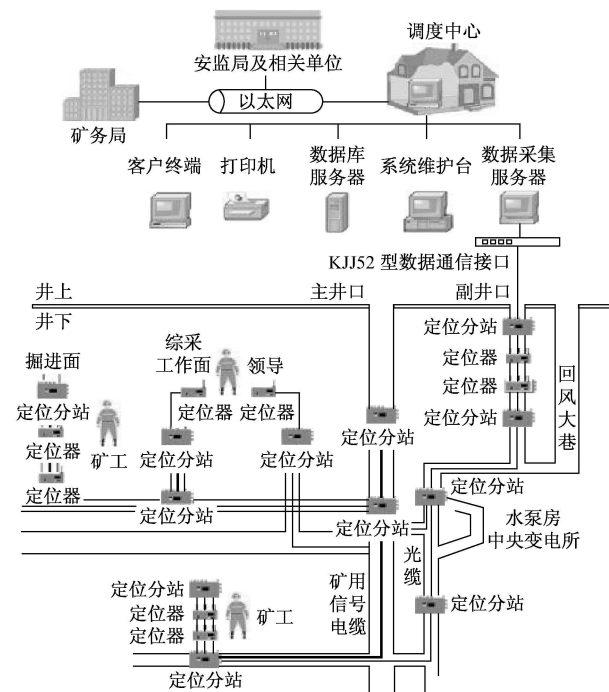 调度中心
安监局及相关单位
以太网
矿务局
客户终端
打印机
数据库
服务器
系统维护台
数据采集
服务器
KJJ52 型数据通信接口
井上
主井口
副井口
井下
定位分站
定位器
定位器
定位分站
回风大巷
综采
工作面
领导
掘进面
定位分站
定位器
定位器
矿工
定位器
定位器
定位分站
定位分站
定位分站
定位分站
定位分站
定位分站
水泵房
中央变电所
光缆
矿用
信号
电缆
定位分站
定位分站
定位器
定位器
矿工
定位分站